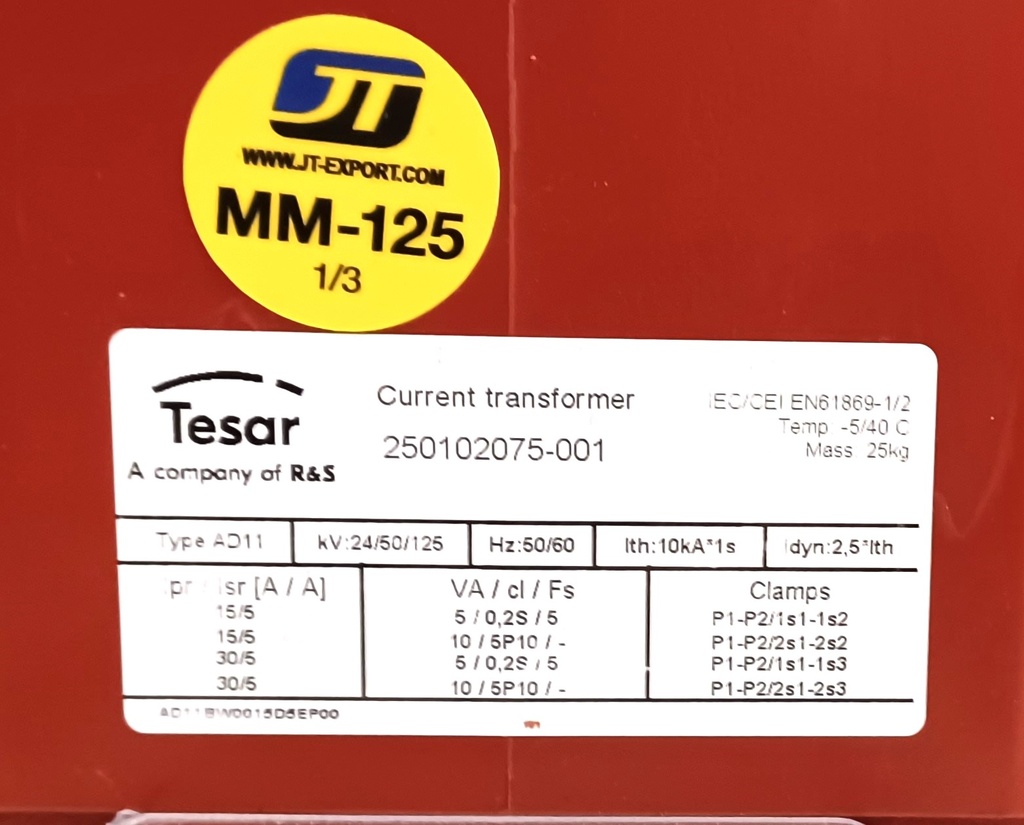 JT
WWW.JT-EXPORT.COM
MM-125
1/3
Tesar
A company of R&S
Current transformer
250102075-001
IEC/CEI EN61869-1/2
Temp. -5/40 C
Mass. 25kg
Type AD11 kV:24/50/125 Hz:50/60 Ith:10kA*1s Idyn:2,5*Ith
Ipr / Isr [A / A] VA / cl / Fs Clamps
15/5 5 / 0,2S / 5 P1-P2/1s1-1s2
15/5 10 / 5P10 / - P1-P2/2s1-2s2
30/5 5 / 0,2S / 5 P1-P2/1s1-1s3
30/5 10 / 5P10 / - P1-P2/2s1-2s3
AD11BW0015D5EP00